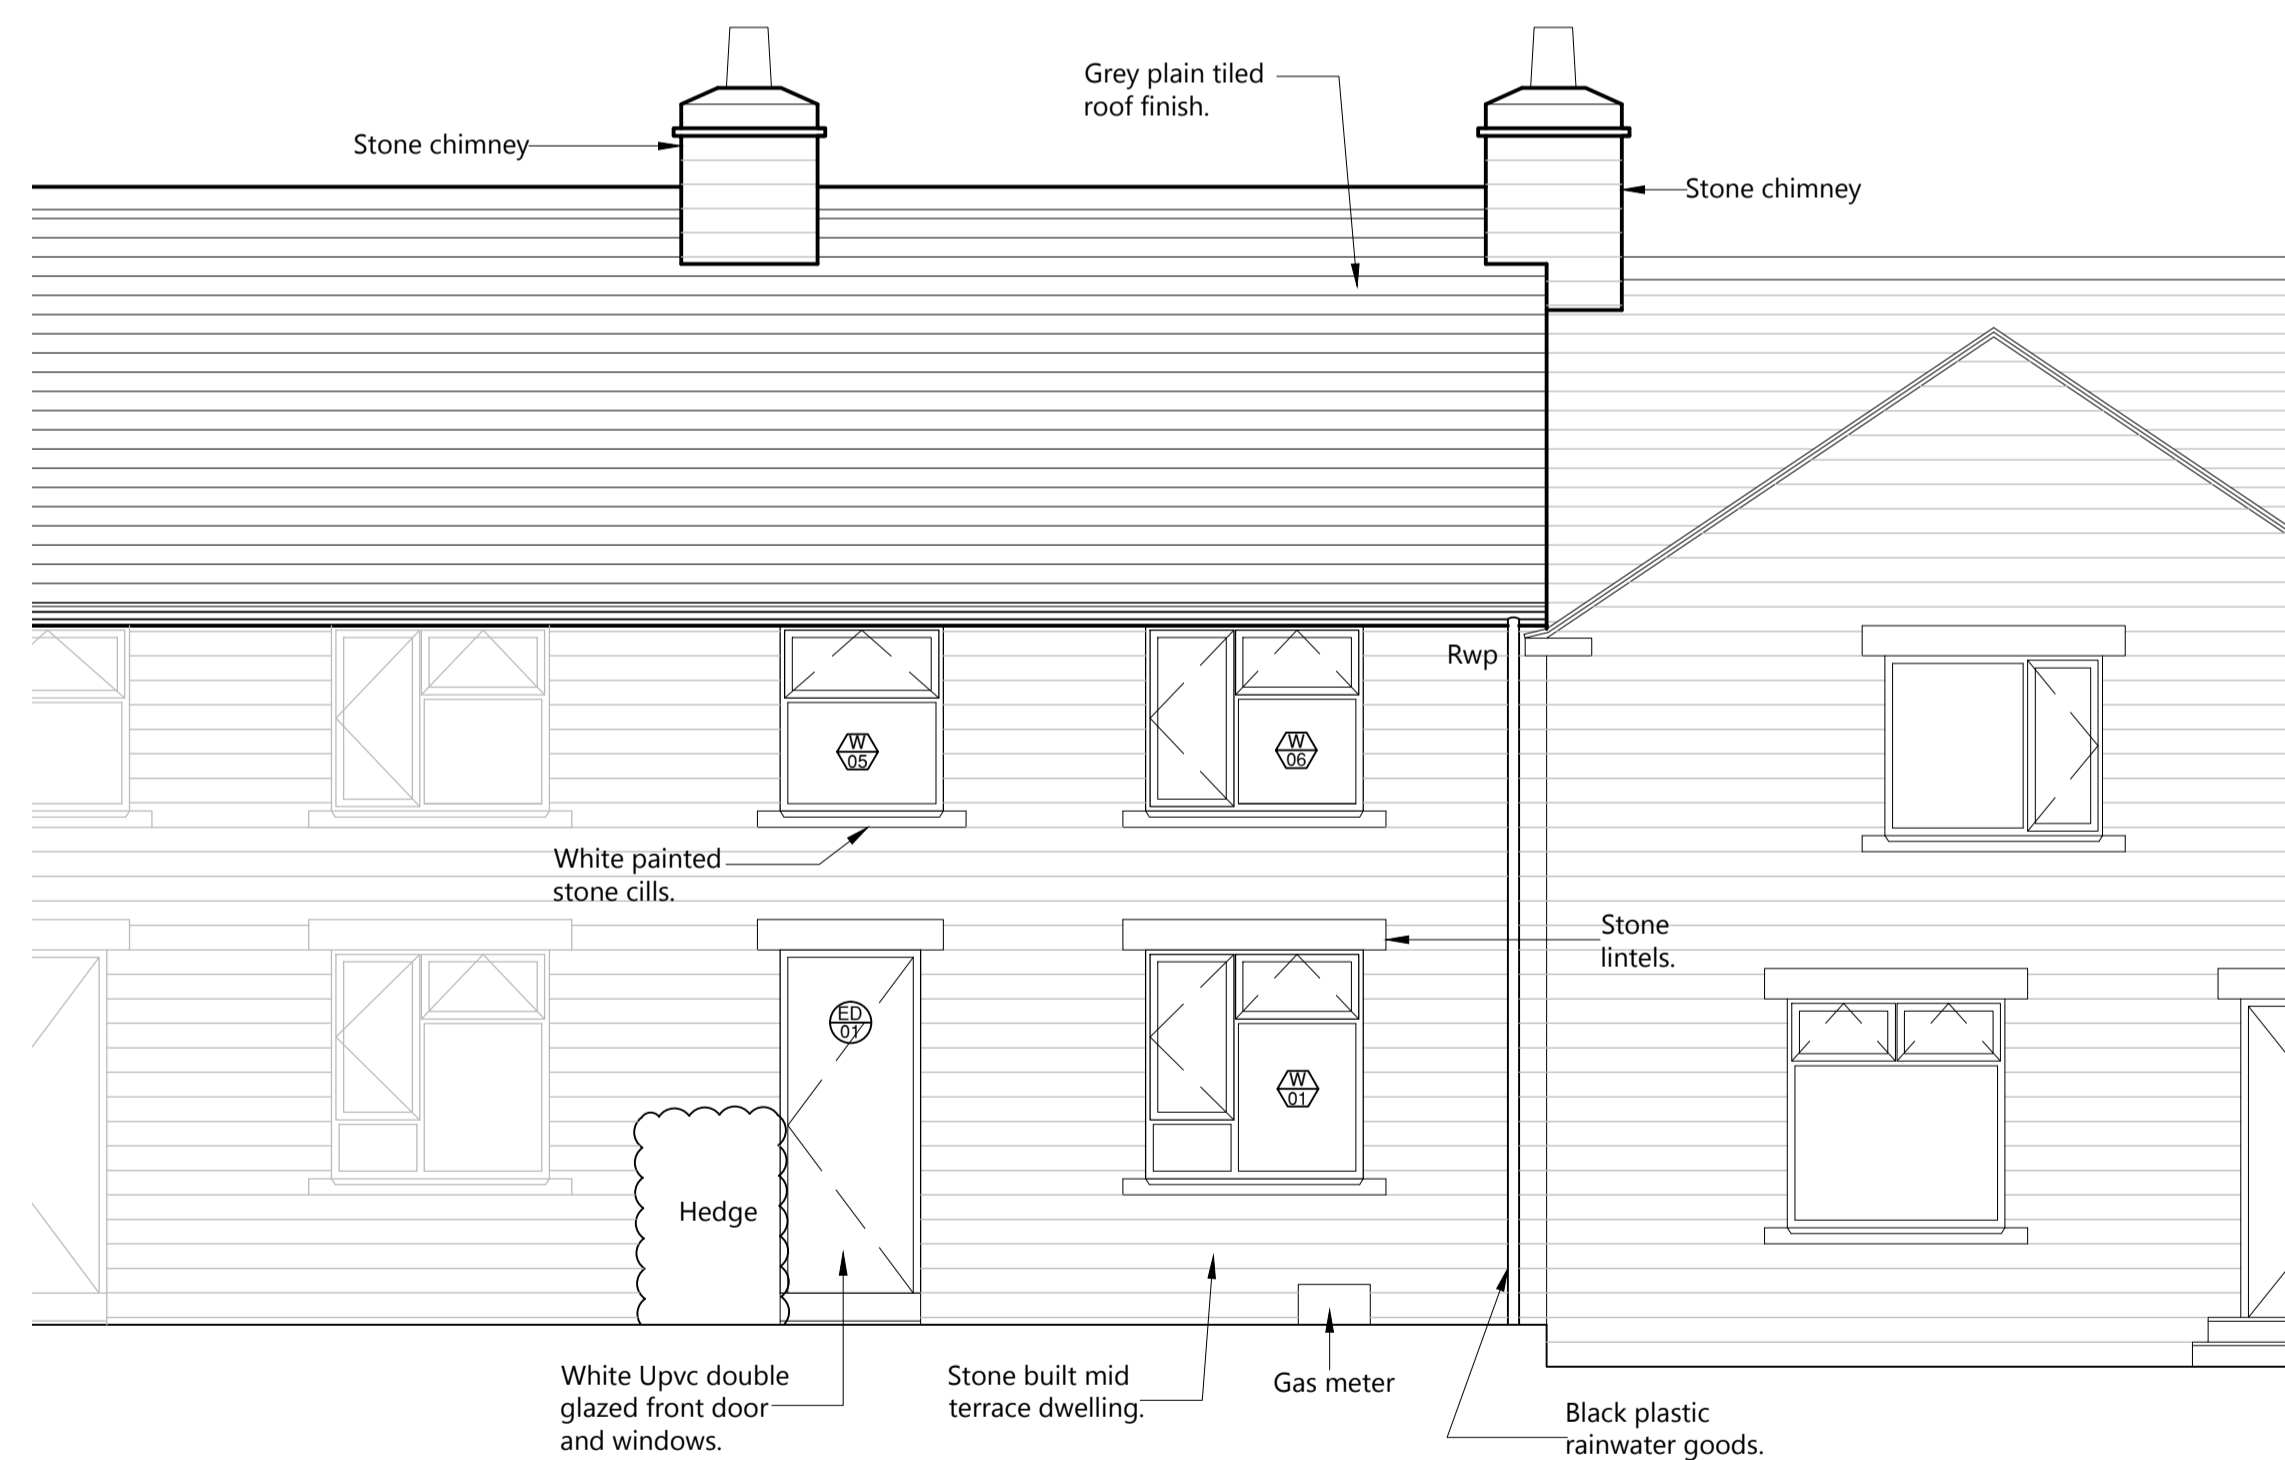 Grey plain tiled
roof finish.
Stone chimney
Stone chimney
Rwp
W
05
W
06
White painted
stone cills.
Stone
lintels.
ED
01
W
01
Hedge
White Upvc double
glazed front door
and windows.
Stone built mid
terrace dwelling.
Gas meter
Black plastic
rainwater goods.